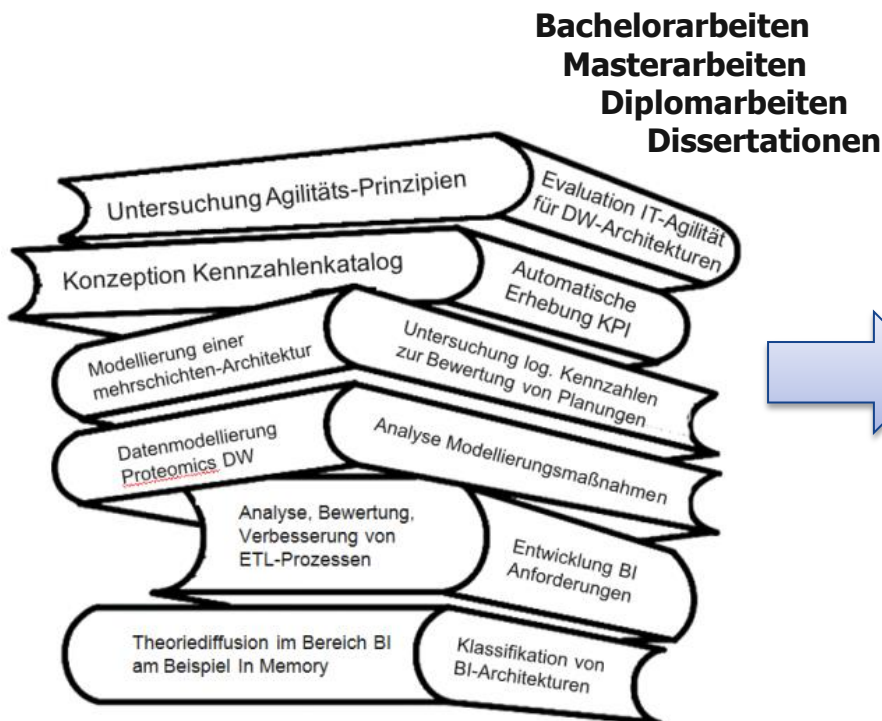 Bachelorarbeiten
Masterarbeiten
Diplomarbeiten
Dissertationen
Untersuchung Agilitäts-Prinzipien
Evaluation IT-Agilität
für DW-Architekturen
Konzeption Kennzahlenkatalog
Automatische
Erhebung KPI
Modellierung einer
mehrschichten-Architektur
Untersuchung log. Kennzahlen
zur Bewertung von Planungen
Datenmodellierung
Proteomics DW
Analyse Modellierungsmaßnahmen
Analyse, Bewertung,
Verbesserung von
ETL-Prozessen
Entwicklung BI
Anforderungen
Theoriediffusion im Bereich BI
am Beispiel In Memory
Klassifikation von
BI-Architekturen